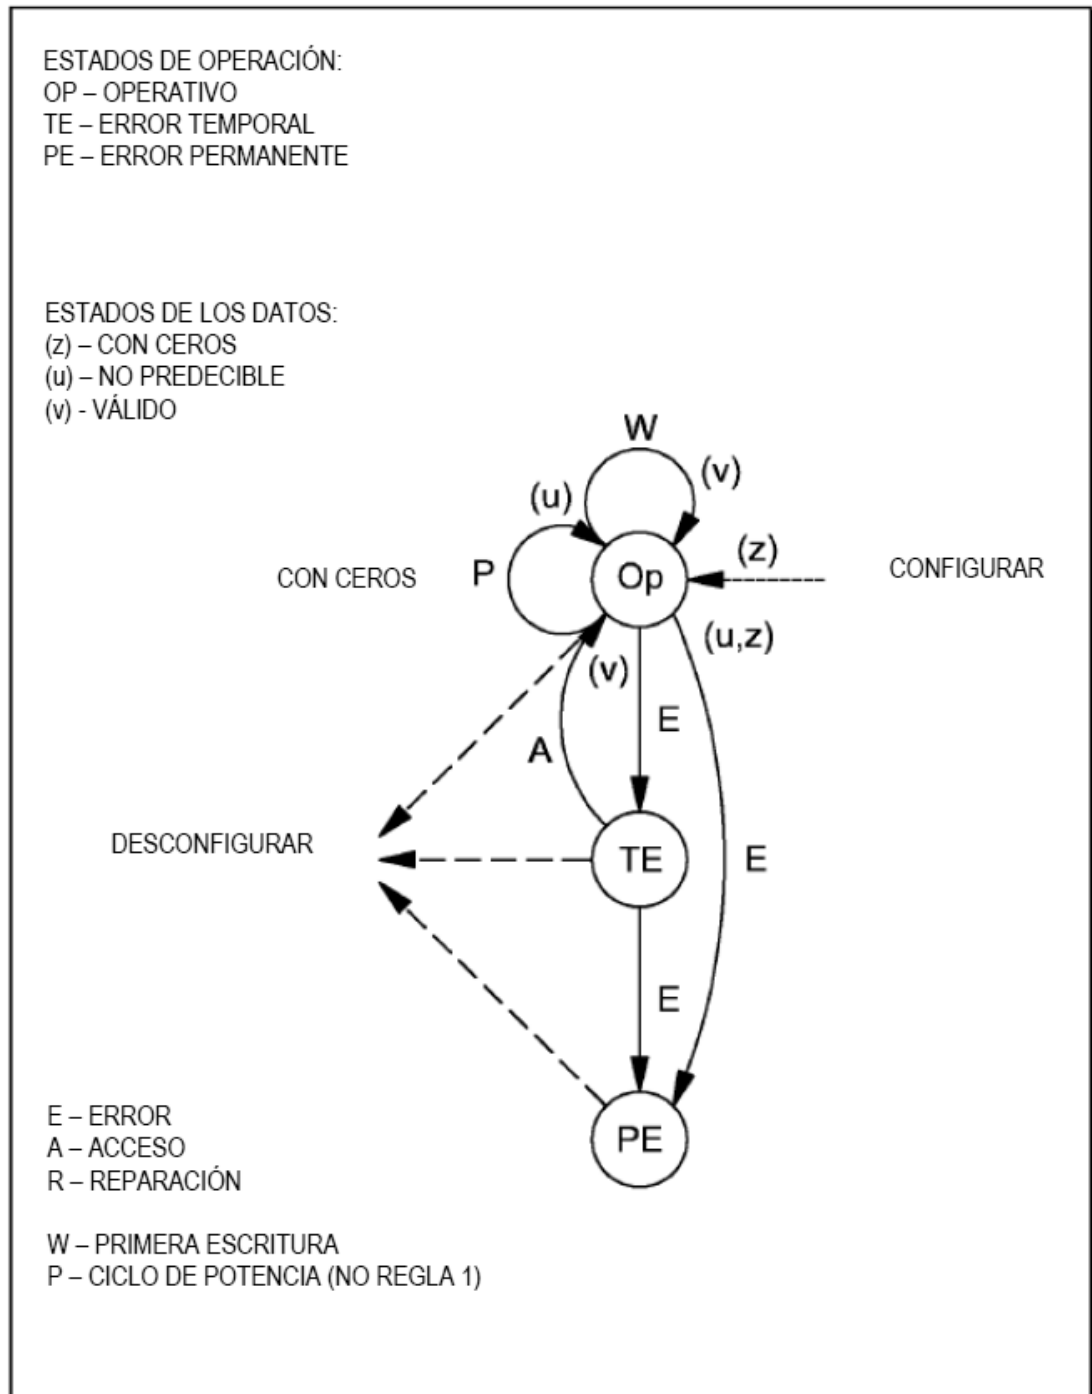 ESTADOS DE OPERACIÓN:
OP – OPERATIVO
TE – ERROR TEMPORAL
PE – ERROR PERMANENTE
ESTADOS DE LOS DATOS:
(z) – CON CEROS
(u) – NO PREDECIBLE
(v) - VÁLIDO
W
(u)
(v)
CON CEROS
P
Op
(z)
CONFIGURAR
(v)
(u,z)
A
E
DESCONFIGURAR
TE
E
E
PE
E – ERROR
A – ACCESO
R – REPARACIÓN
W – PRIMERA ESCRITURA
P – CICLO DE POTENCIA (NO REGLA 1)